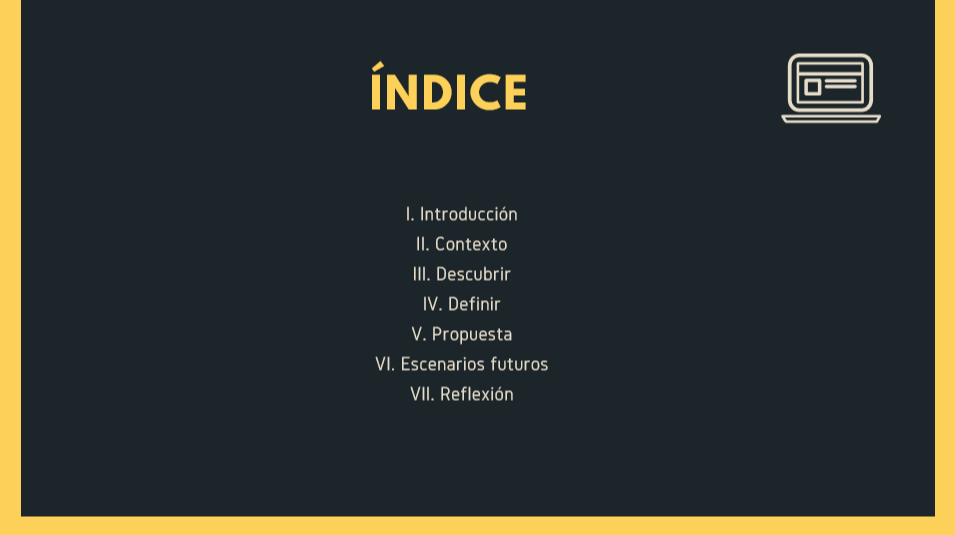 ÍNDICE
I. Introducción
II. Contexto
III. Descubrir
IV. Definir
V. Propuesta
VI. Escenarios futuros
VII. Reflexión